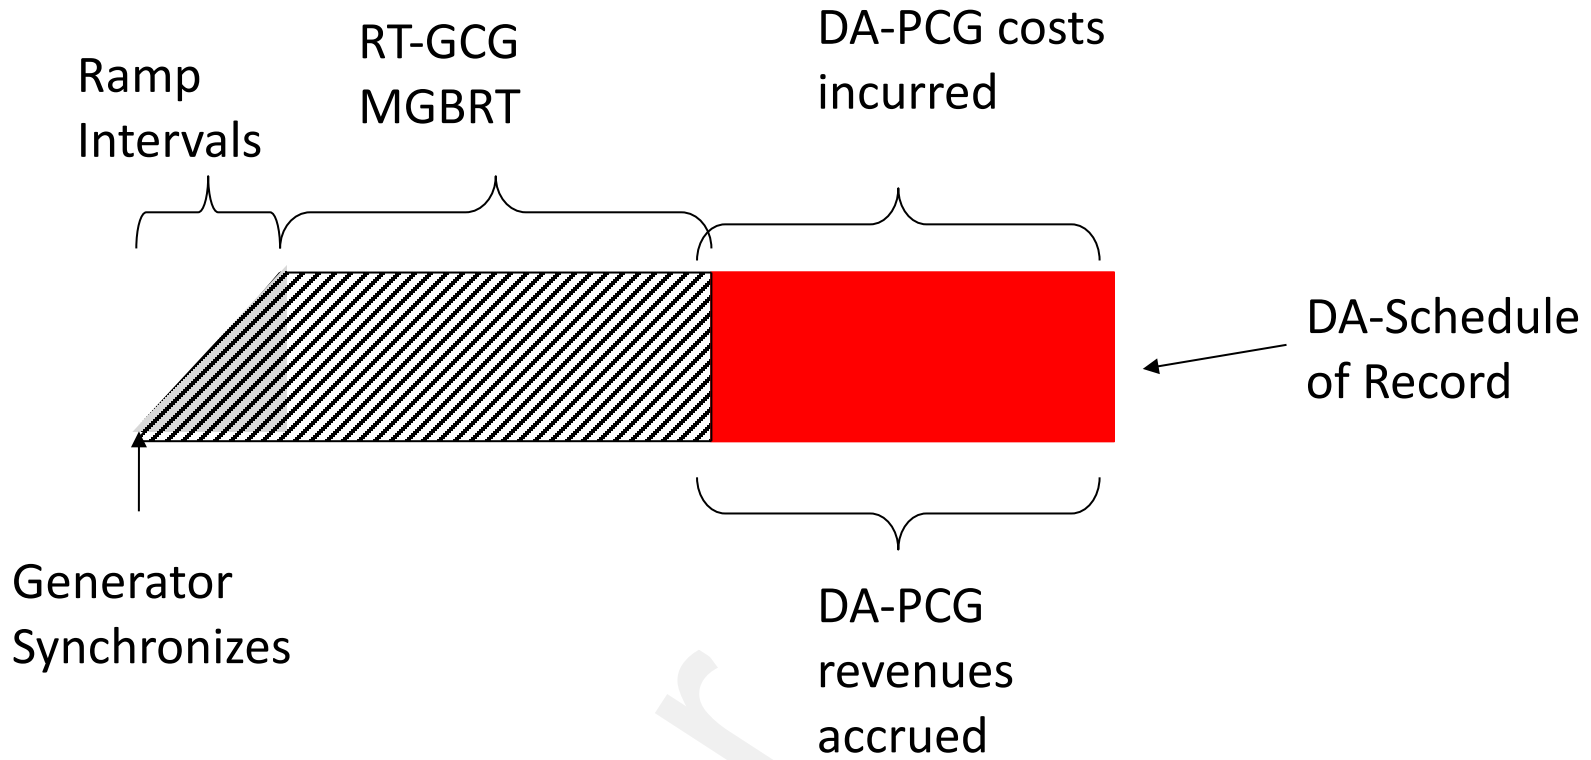 Ramp
Intervals
RT-GCG
MGBRT
DA-PCG costs
incurred
DA-Schedule
of Record
Generator
Synchronizes
DA-PCG
revenues
accrued
r